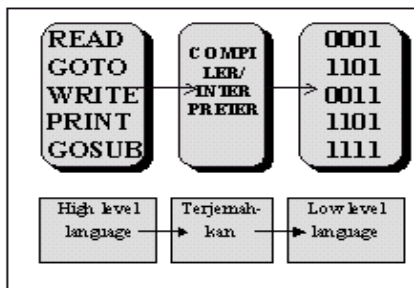 READ
GOTO
WRITE
PRINT
GOSUB
COMPI
LER/
INTER
PRETER
0001
1101
0011
1101
1111
High level
language
Terjemah-
kan
Low level
language